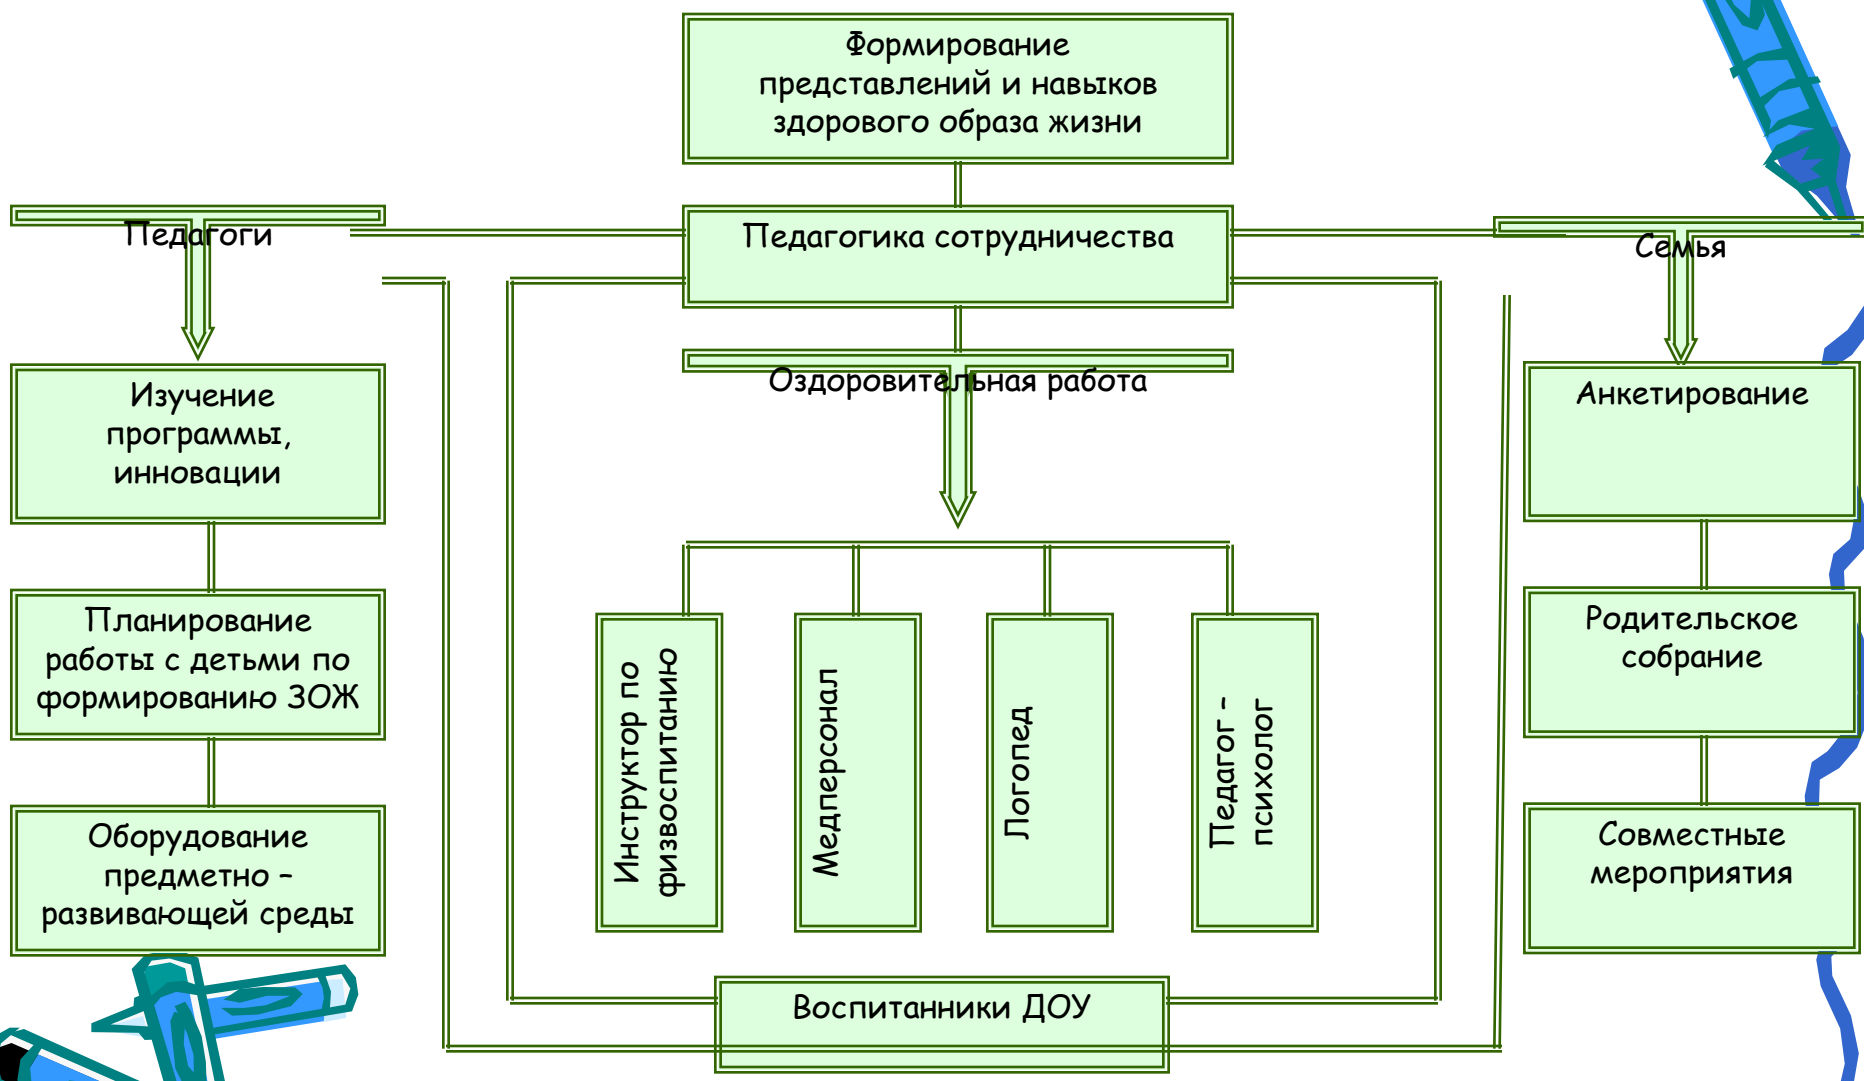 Формирование
представлений и навыков
здорового образа жизни
Педагоги
Педагогика сотрудничества
Семья
Оздоровительная работа
Изучение
программы,
инновации
Анкетирование
Планирование
работы с детьми по
формированию ЗОЖ
Родительское
собрание
Инструктор по
физвоспитанию
Медперсонал
Логопед
Педагог –
психолог
Оборудование
предметно –
развивающей среды
Совместные
мероприятия
Воспитанники ДОУ